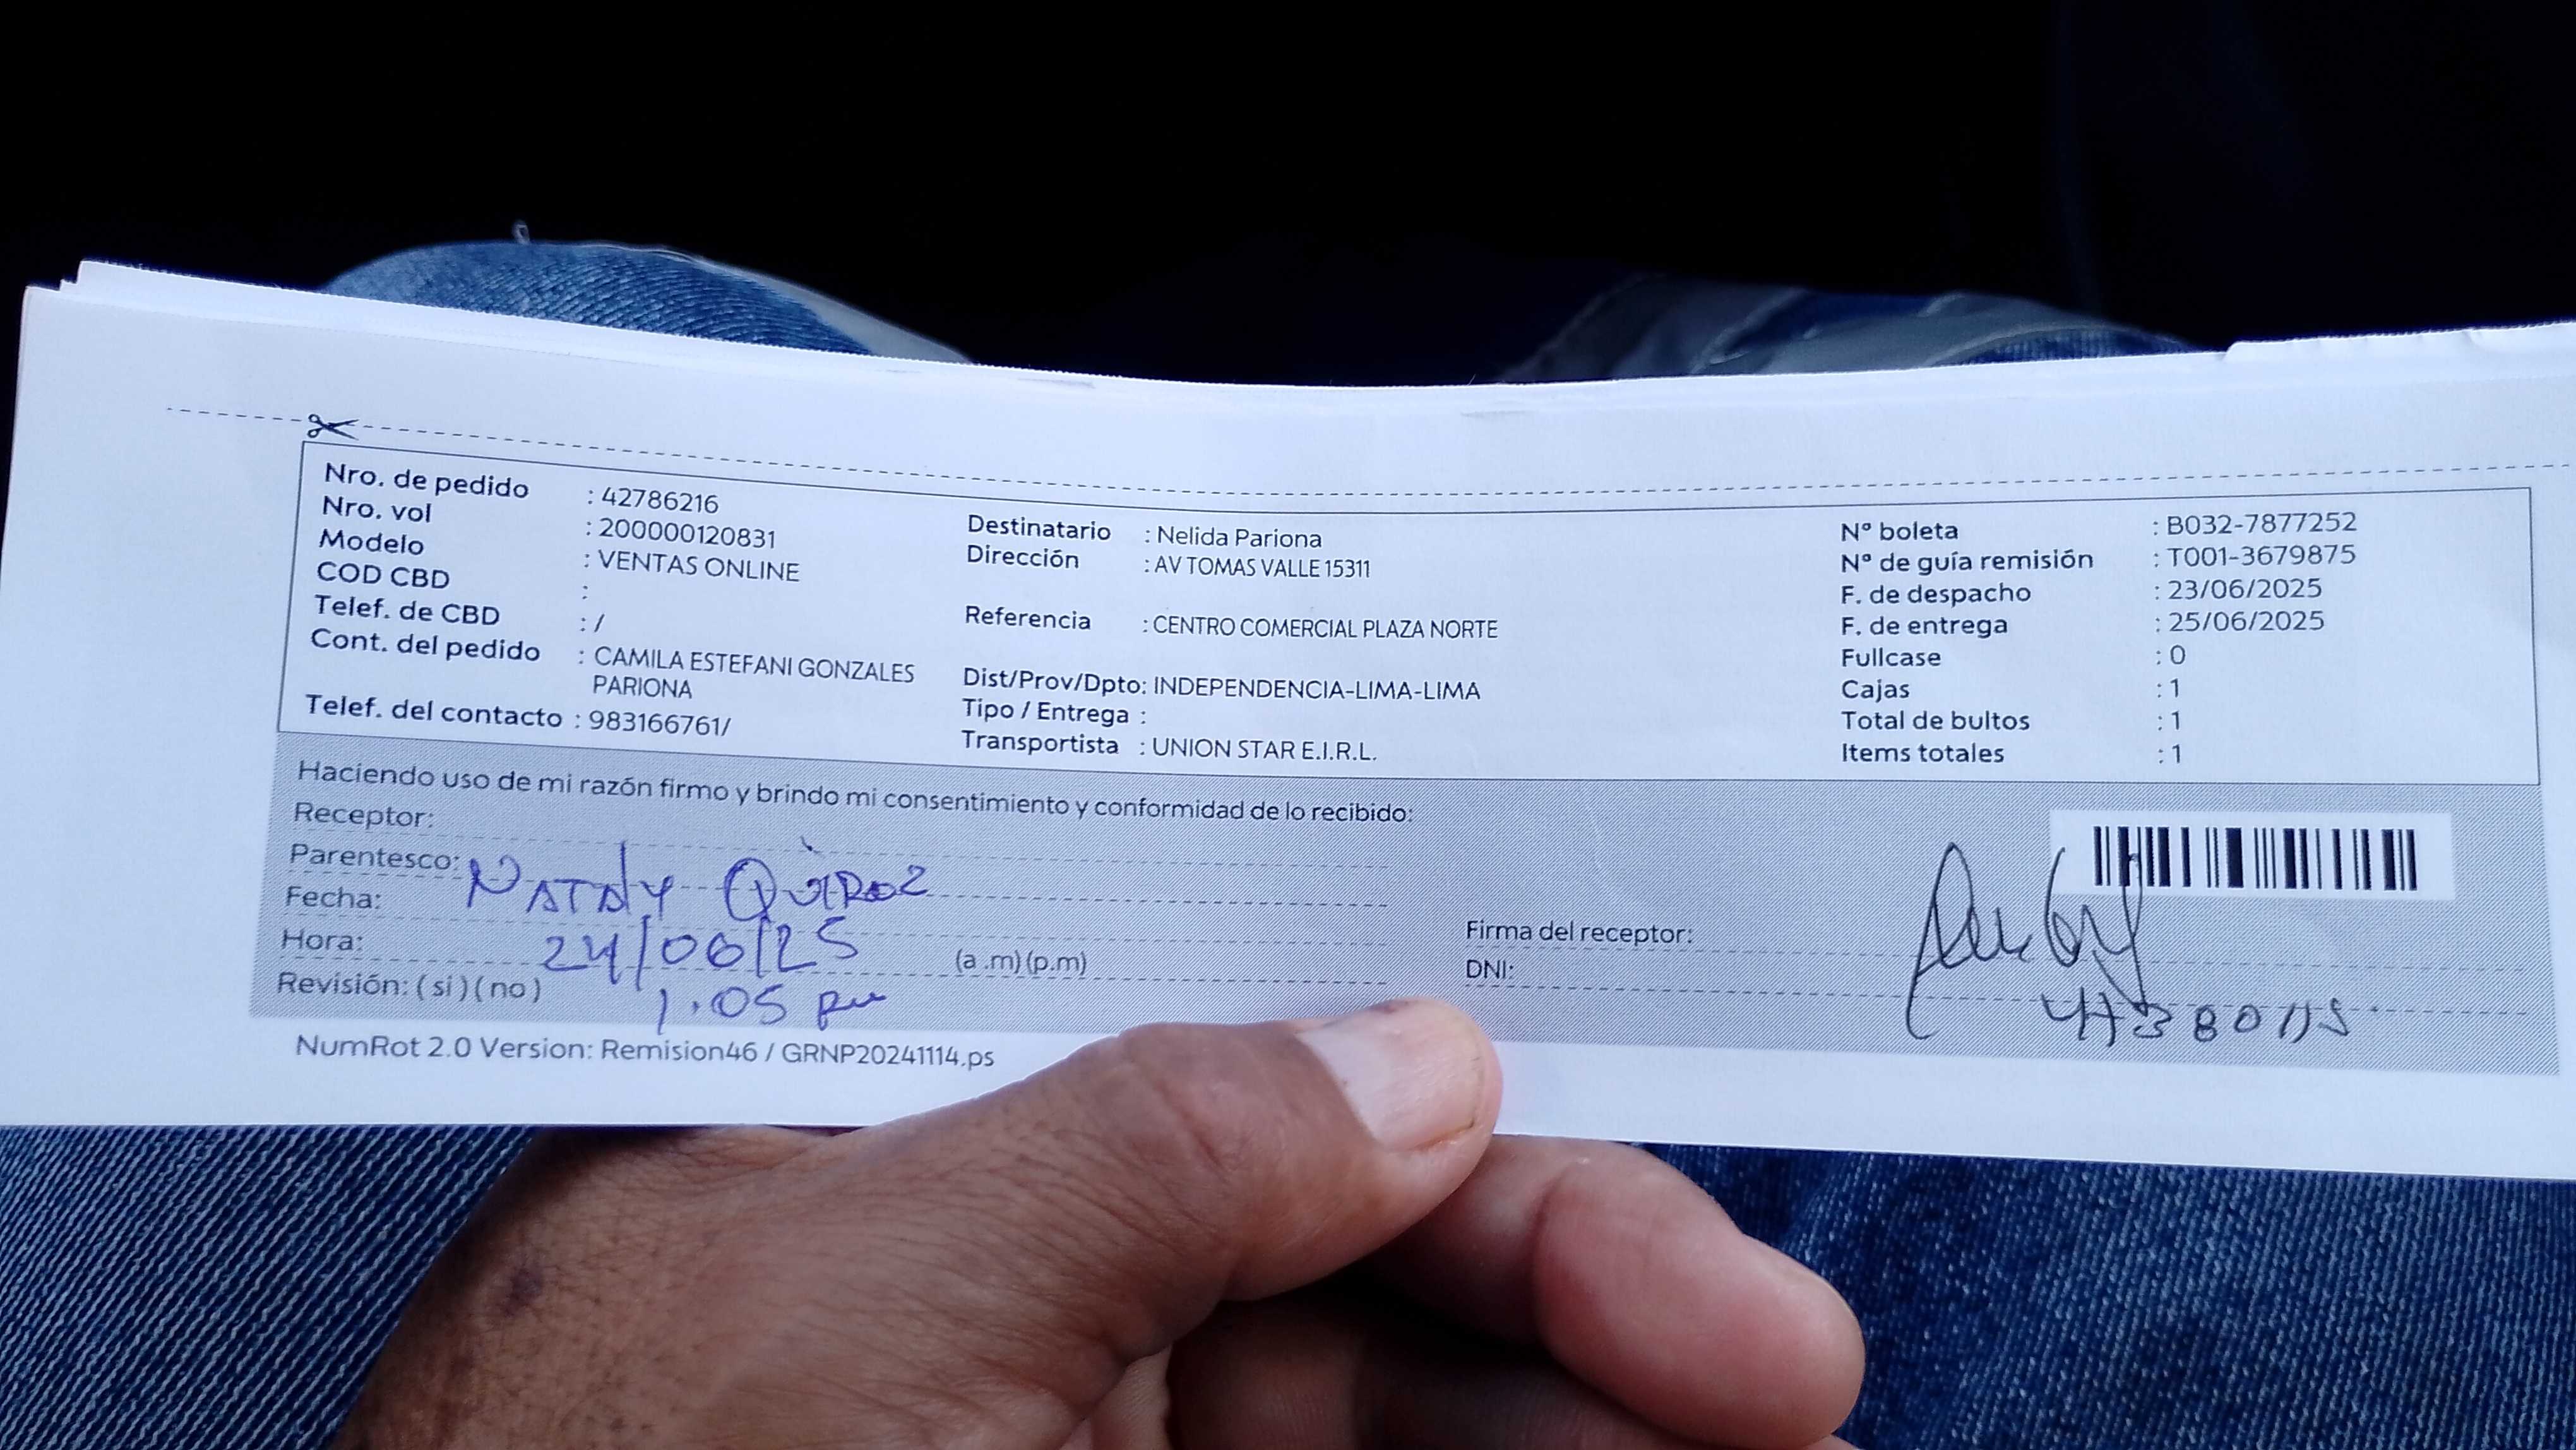 Nro. de pedido : 42786216
Nro. vol : 200000120831
Modelo : VENTAS ONLINE
COD CBD :
Telef. de CBD : /
Cont. del pedido : CAMILA ESTEFANI GONZALES
PARIONA
Telef. del contacto : 983166761/
Destinatario : Nelida Pariona
Dirección : AV TOMAS VALLE 15311
Referencia : CENTRO COMERCIAL PLAZA NORTE
Dist/Prov/Dpto: INDEPENDENCIA-LIMA-LIMA
Tipo / Entrega :
Transportista : UNION STAR E.I.R.L.
Nº boleta : B032-7877252
Nº de guía remisión : T001-3679875
F. de despacho : 23/06/2025
F. de entrega : 25/06/2025
Fullcase : 0
Cajas : 1
Total de bultos : 1
Items totales : 1
Haciendo uso de mi razón firmo y brindo mi consentimiento y conformidad de lo recibido:
Receptor:
Parentesco: NATALY QUIROZ
Fecha: 24/06/25
Hora: 1.05 pm (a .m) (p.m)
Revisión: ( si ) ( no )
Firma del receptor:
DNI:
NumRot 2.0 Version: Remision46 / GRNP20241114.ps